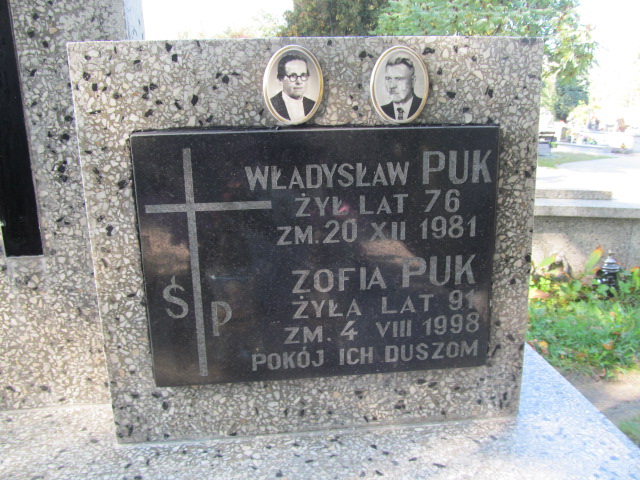 WŁADYSŁAW PUK
ŻYŁ LAT 76
ZM. 20 XII 1981
ZOFIA PUK
ŻYŁA LAT 91
ZM. 4 VIII 1998
Ś P
POKÓJ ICH DUSZOM